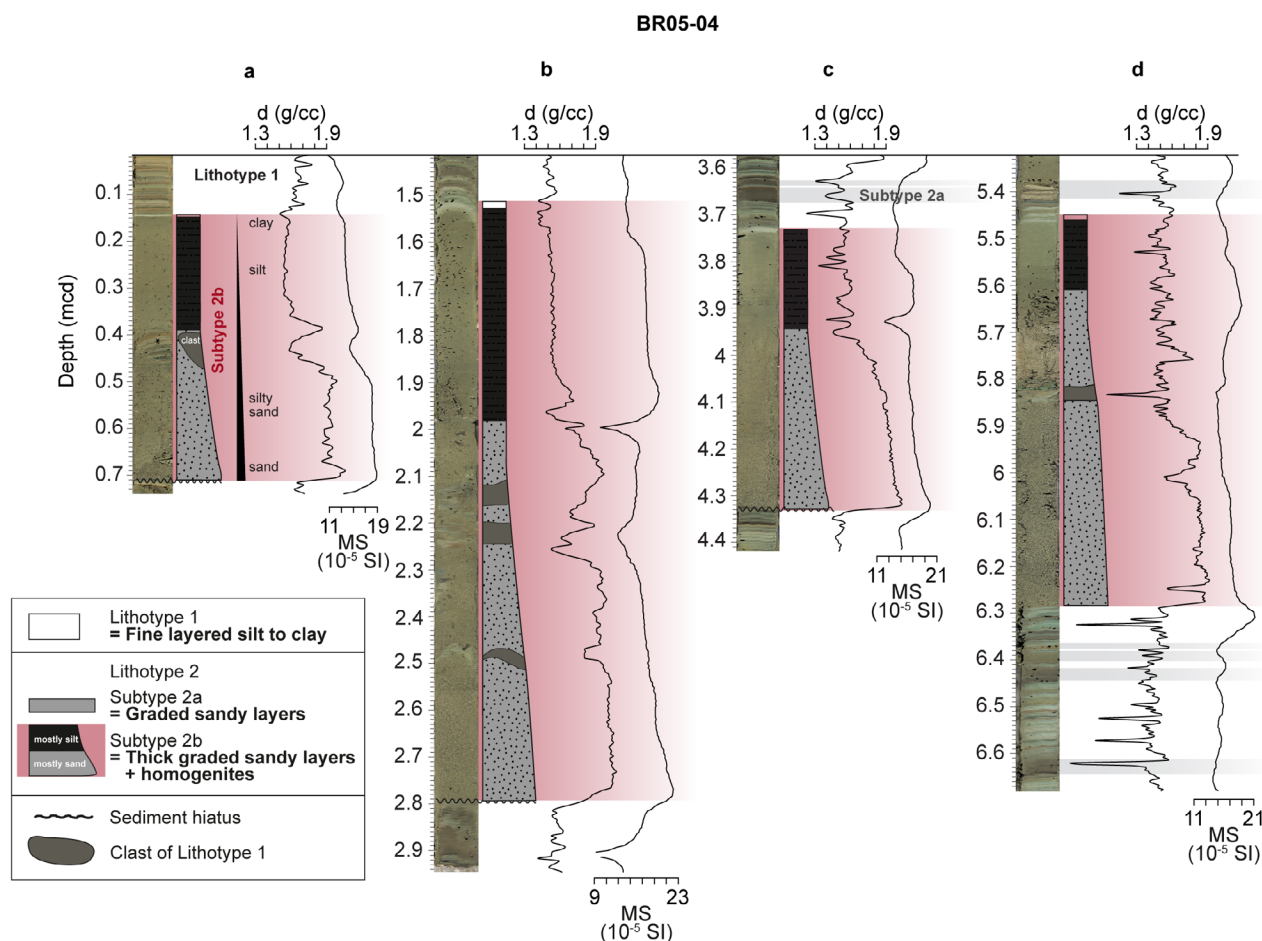 BR05-04
a
b
c
d
d (g/cc)
1.3 1.9
d (g/cc)
1.3 1.9
d (g/cc)
1.3 1.9
d (g/cc)
1.3 1.9
Depth (mcd)
0.1
0.2
0.3
0.4
0.5
0.6
0.7
Lithotype 1
clay
silt
silty
sand
sand
Subtype 2b
clast
11 19
MS
(10-5 SI)
1.5
1.6
1.7
1.8
1.9
2
2.1
2.2
2.3
2.4
2.5
2.6
2.7
2.8
2.9
9 23
MS
(10-5 SI)
3.6
3.7
3.8
3.9
4
4.1
4.2
4.3
4.4
Subtype 2a
11 21
MS
(10-5 SI)
5.4
5.5
5.6
5.7
5.8
5.9
6
6.1
6.2
6.3
6.4
6.5
6.6
11 21
MS
(10-5 SI)
Lithotype 1
= Fine layered silt to clay
Lithotype 2
Subtype 2a
= Graded sandy layers
mostly silt
mostly sand
Subtype 2b
= Thick graded sandy layers
+ homogenites
Sediment hiatus
Clast of Lithotype 1